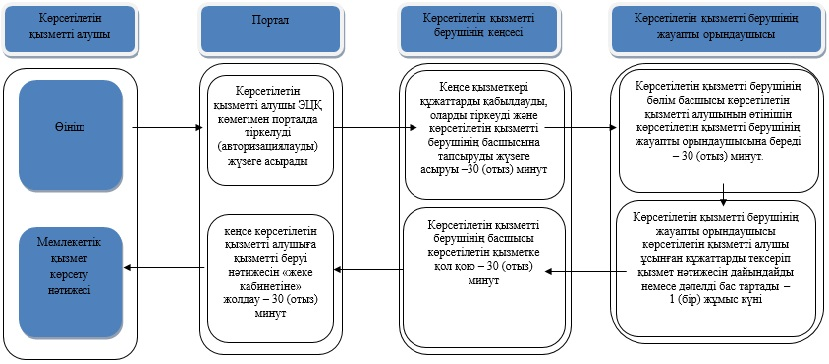 Көрсетілетін
қызметті алушы
Портал
Көрсетілетін қызметті
берушінің кеңсесі
Көрсетілетін қызметті берушінің
жауапты орындаушысы
Өтініш
Көрсетілетін
қызметті алушы ЭЦҚ
көмегімен порталда
тіркелуді
(авторизациялауды)
жүзеге асырады
Кеңсе қызметкері
құжаттарды қабылдауды,
оларды тіркеуді және
көрсетілетін қызметті
берушінің басшысына
тапсыруды жүзеге
асыруы –30 (отыз) минут
Көрсетілетін қызметті берушінің
бөлім басшысы көрсетілетін
қызметті алушының өтінішін
көрсетілетін қызметті берушінің
жауапты орындаушысына береді
– 30 (отыз) минут.
Мемлекеттік
қызмет
көрсету
нәтижесі
кеңсе көрсетілетін
қызметті алушыға
қызметті беруі
нәтижесін «жеке
кабинетіне»
жолдау – 30 (отыз)
минут
Көрсетілетін қызметті
берушінің басшысы
көрсетілетін қызметке
қол қою – 30 (отыз)
минут
Көрсетілетін қызметті берушінің
жауапты орындаушысы
көрсетілетін қызметті алушы
ұсынған құжаттарды тексеріп
қызмет нәтижесін дайындайды
немесе дәлелді бас тартады –
1 (бір) жұмыс күні